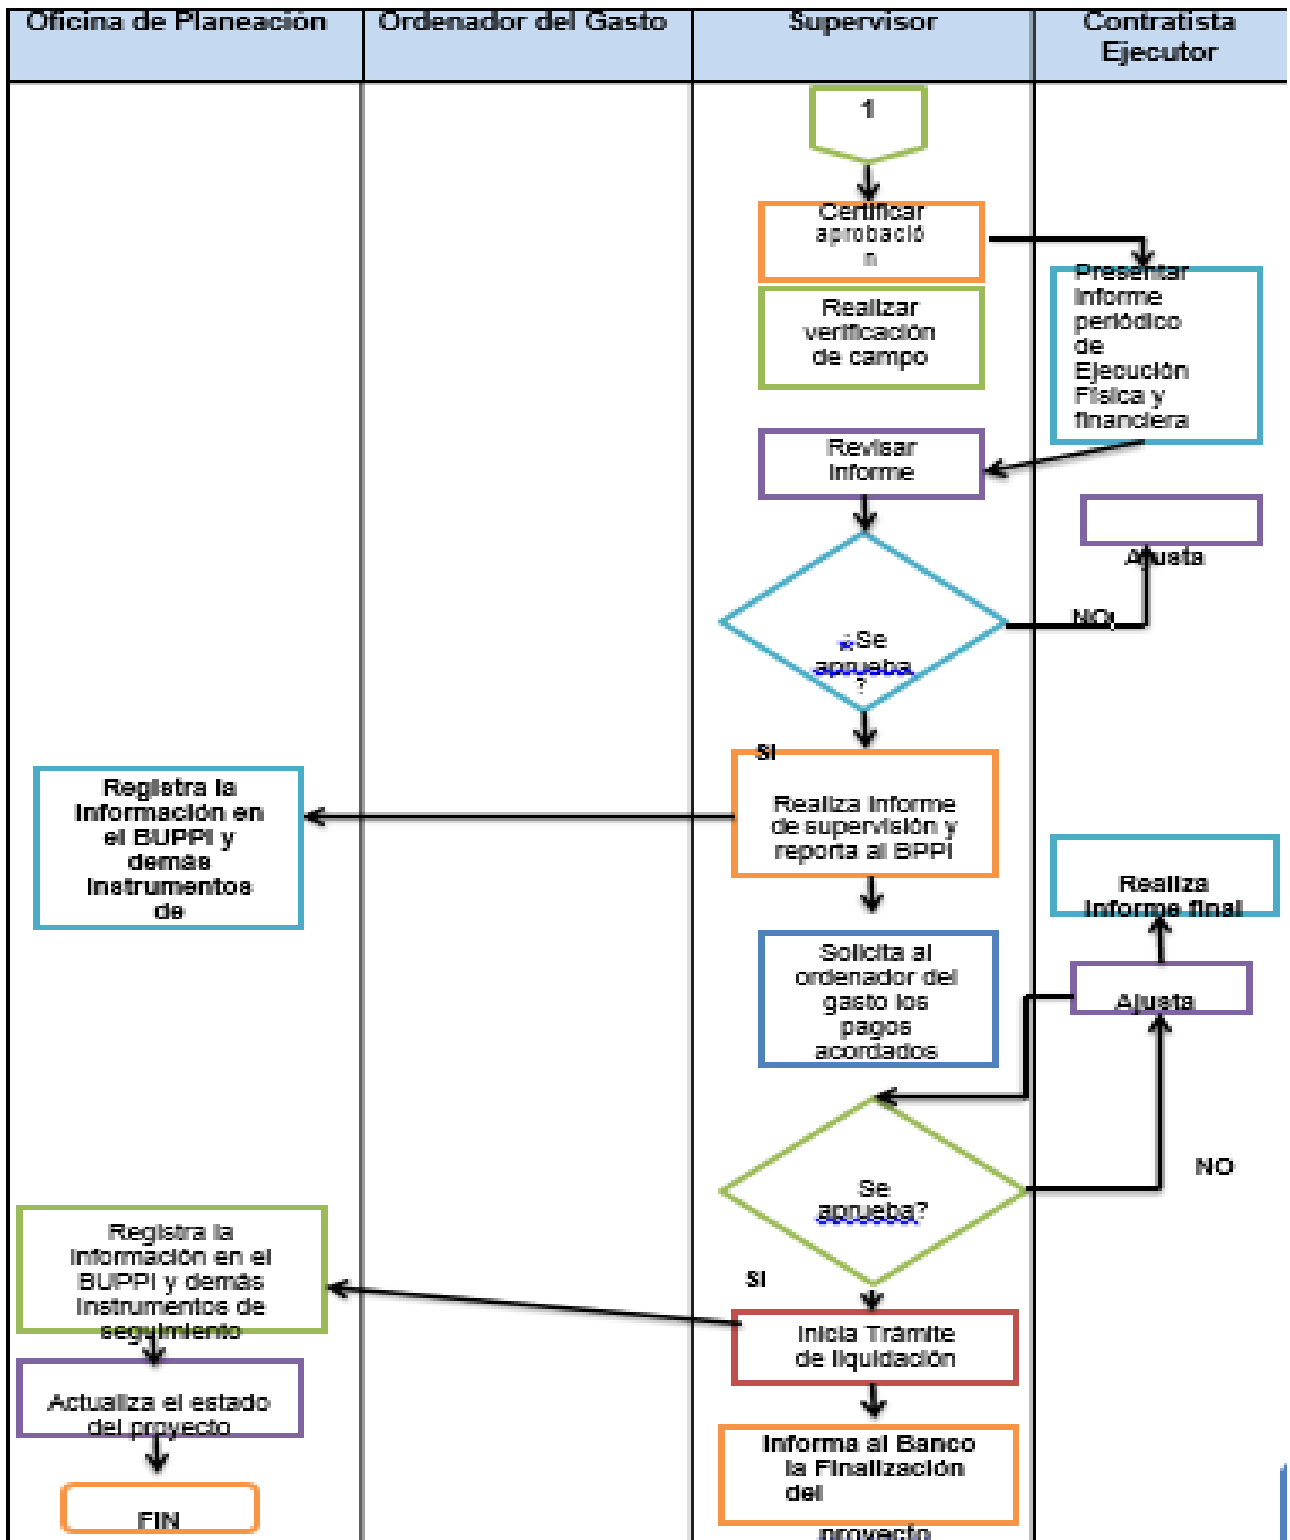 Oficina de Planeación
Ordenador del Gasto
Supervisor
Contratista
Ejecutor
1
Certificar
aprobació
n
Realizar
verificación
de campo
Presentar
Informe
periódico
de
Ejecución
Física y
financiera
Revisar
Informe
Ajusta
NO
¿Se
aprueba
?
SI
Realiza Informe
de supervisión y
reporta al BPPI
Registra la
Información en
el BUPPI y
demás
Instrumentos
de
Realiza
Informe final
Solicita al
ordenador del
gasto los
pagos
acordados
Ajusta
NO
Se
aprueba?
SI
Registra la
Información en el
BUPPI y demás
Instrumentos de
seguimiento
Inicia Trámite
de liquidación
Actualiza el estado
del proyecto
Informa al Banco
la Finalización
del
proyecto
FIN